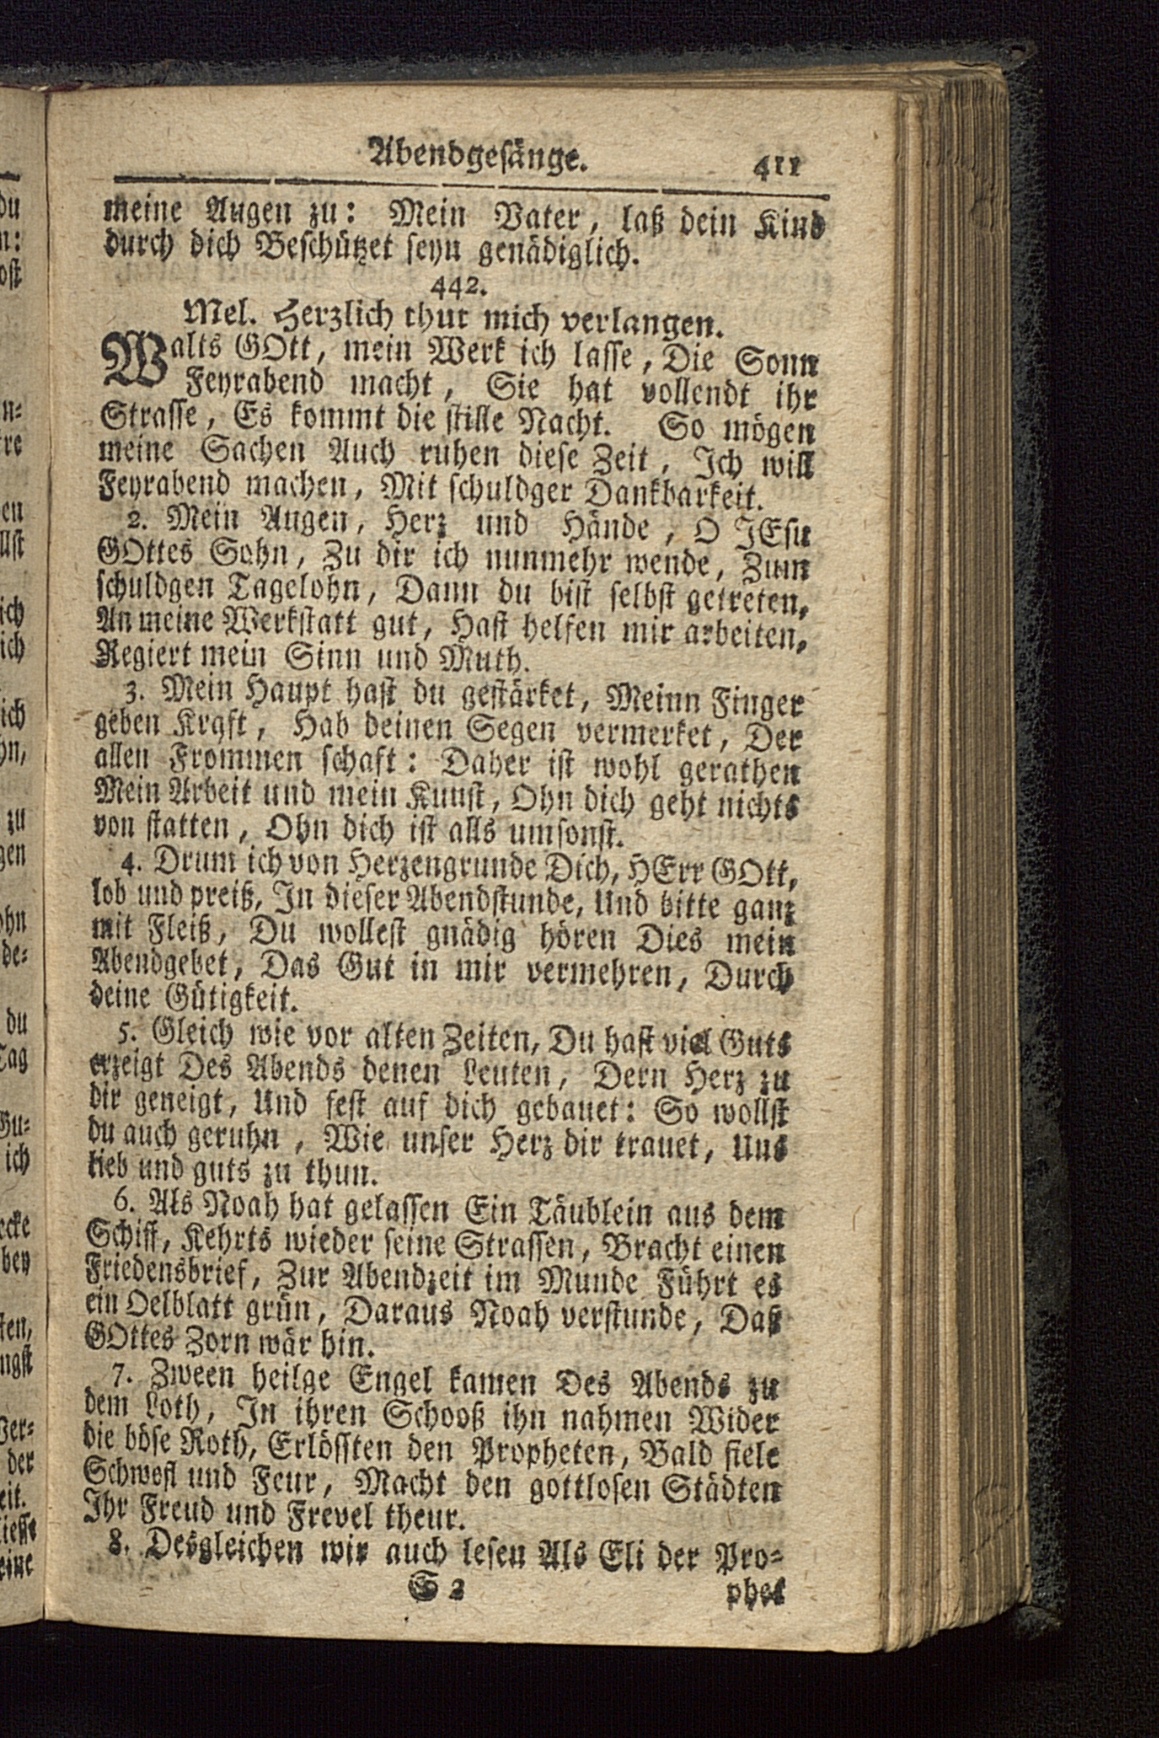 Abendgesänge. 411
meine Augen zu: Mein Vater, laß dein Kind
durch dich Beschützet seyn genädiglich.
442.
Mel. Herzlich thut mich verlangen.
Walts GOtt, mein Werk ich lasse, Die Sonn
Feyrabend macht, Sie hat vollendt ihr
Strasse, Es kommt die stille Nacht. So mögen
meine Sachen Auch ruhen diese Zeit, Ich will
Feyrabend machen, Mit schuldger Dankbarkeit.
2. Mein Augen, Herz und Hände, O JEsu
GOttes Sohn, Zu dir ich nunmehr wende, Zum
schuldgen Tagelohn, Dann du bist selbst getreten,
An meine Werkstatt gut, Hast helfen mir arbeiten,
Regiert mein Sinn und Muth.
3. Mein Haupt hast du gestärket, Meinn Finger
geben Krqft, Hab deinen Segen vermerket, Der
allen Frommen schaft: Daher ist wohl gerathen
Mein Arbeit und mein Kunst, Ohn dich geht nichts
von statten, Ohn dich ist alls umsonst.
4. Drum ich von Herzengrunde Dich, HErr GOtt,
lob und preiß, In dieser Abendstunde, Und bitte ganz
mit Fleiß, Du wollest gnädig hören Dies mein
Abendgebet, Das Gut in mir vermehren, Durch
deine Gütigkeit.
5. Gleich wie vor alten Zeiten, Du hast viel Guts
erzeigt Des Abends denen Leuten, Dern Herz zu
dir geneigt, Und fest auf dich gebauet: So wollst
du auch geruhn, Wie unser Herz dir trauet, Uns
lieb und guts zu thun.
6. Als Noah hat gelassen Ein Täublein aus dem
Schiff, Kehrts wieder seine Strassen, Bracht einen
Friedensbrief, Zur Abendzeit im Munde Führt es
ein Oelblatt grün, Daraus Noah verstunde, Daß
GOttes Zorn wär hin.
7. Zween heilge Engel kamen Des Abends zu
dem Loth, In ihren Schooß ihn nahmen Wider
die böse Roth, Erlössten den Propheten, Bald fiele
Schwefl und Feur, Macht den gottlosen Städten
Ihr Freud und Frevel theur.
8. Desgleichen wir auch lesen Als Eli der Pro-
S 2 phet